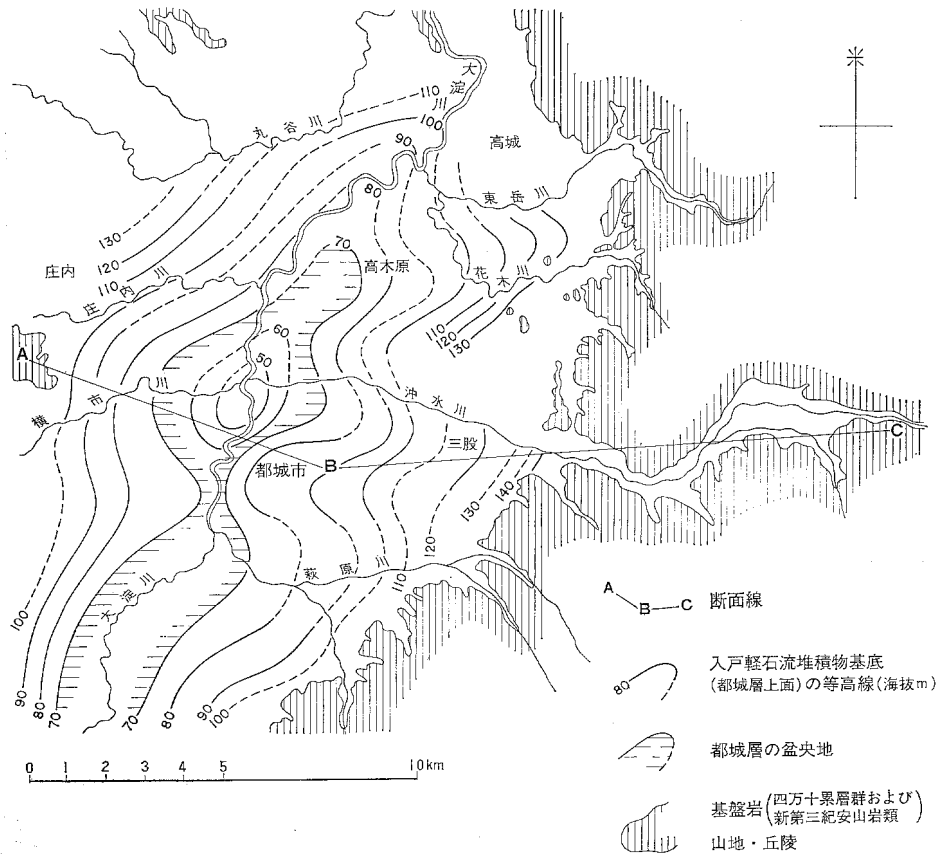 大淀川
丸谷川
110
100
90
80
高城
東岳川
130
120
110
庄内
庄内川
70
高木原
花木川
110
120
130
60
50
A
横市川
沖水川
三股
B
都城市
C
130
140
120
110
萩原川
大淀川
100
90
80
70
70
80
90
100
A
B
C
断面線
80
入戸軽石流堆積物基底
(都城層上面)の等高線(海抜m)
都城層の盆央地
基盤岩(四万十累層群および
新第三紀安山岩類)
山地・丘陵
0 1 2 3 4 5 10km